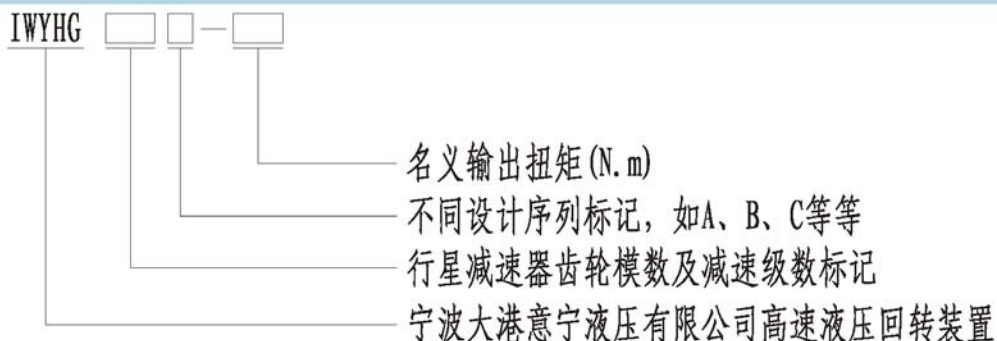 IWYHG —
名义输出扭矩(N.m)
不同设计序列标记，如A、B、C等等
行星减速器齿轮模数及减速级数标记
宁波大港意宁液压有限公司高速液压回转装置